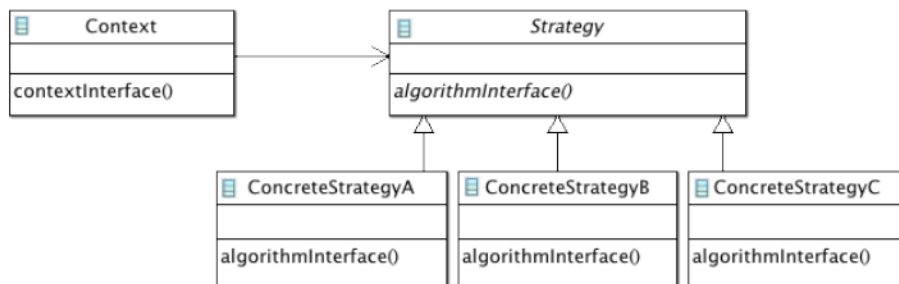 Context
Strategy
contextInterface()
algorithmInterface()
ConcreteStrategyA
ConcreteStrategyB
ConcreteStrategyC
algorithmInterface()
algorithmInterface()
algorithmInterface()